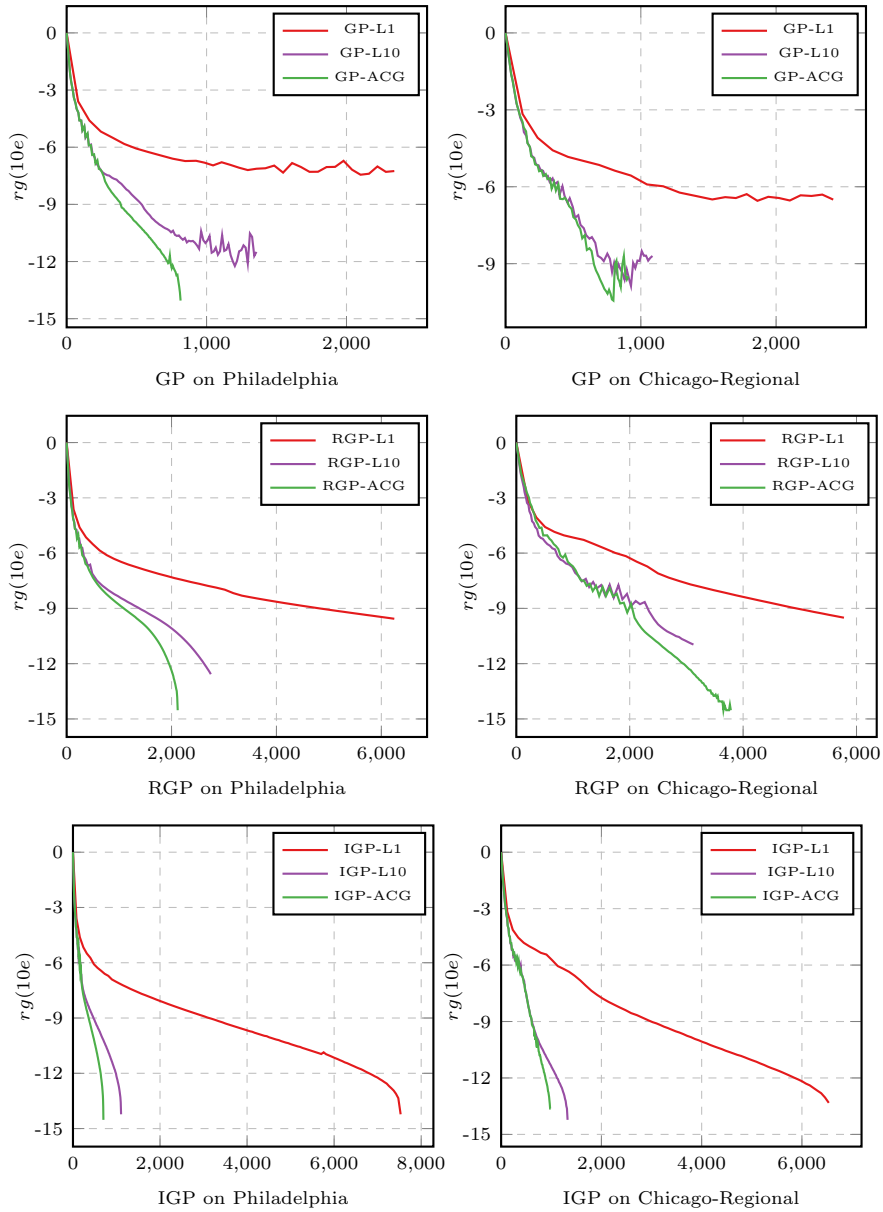 GP-L1
GP-L10
GP-ACG
0
-3
-6
-9
-12
-15
rg(10e)
0
1,000
2,000
GP on Philadelphia
GP-L1
GP-L10
GP-ACG
0
-3
-6
-9
rg(10e)
0
1,000
2,000
GP on Chicago-Regional
RGP-L1
RGP-L10
RGP-ACG
0
-3
-6
-9
-12
-15
rg(10e)
0
2,000
4,000
6,000
RGP on Philadelphia
RGP-L1
RGP-L10
RGP-ACG
0
-3
-6
-9
-12
-15
rg(10e)
0
2,000
4,000
6,000
RGP on Chicago-Regional
IGP-L1
IGP-L10
IGP-ACG
0
-3
-6
-9
-12
-15
rg(10e)
0
2,000
4,000
6,000
8,000
IGP on Philadelphia
IGP-L1
IGP-L10
IGP-ACG
0
-3
-6
-9
-12
-15
rg(10e)
0
2,000
4,000
6,000
IGP on Chicago-Regional